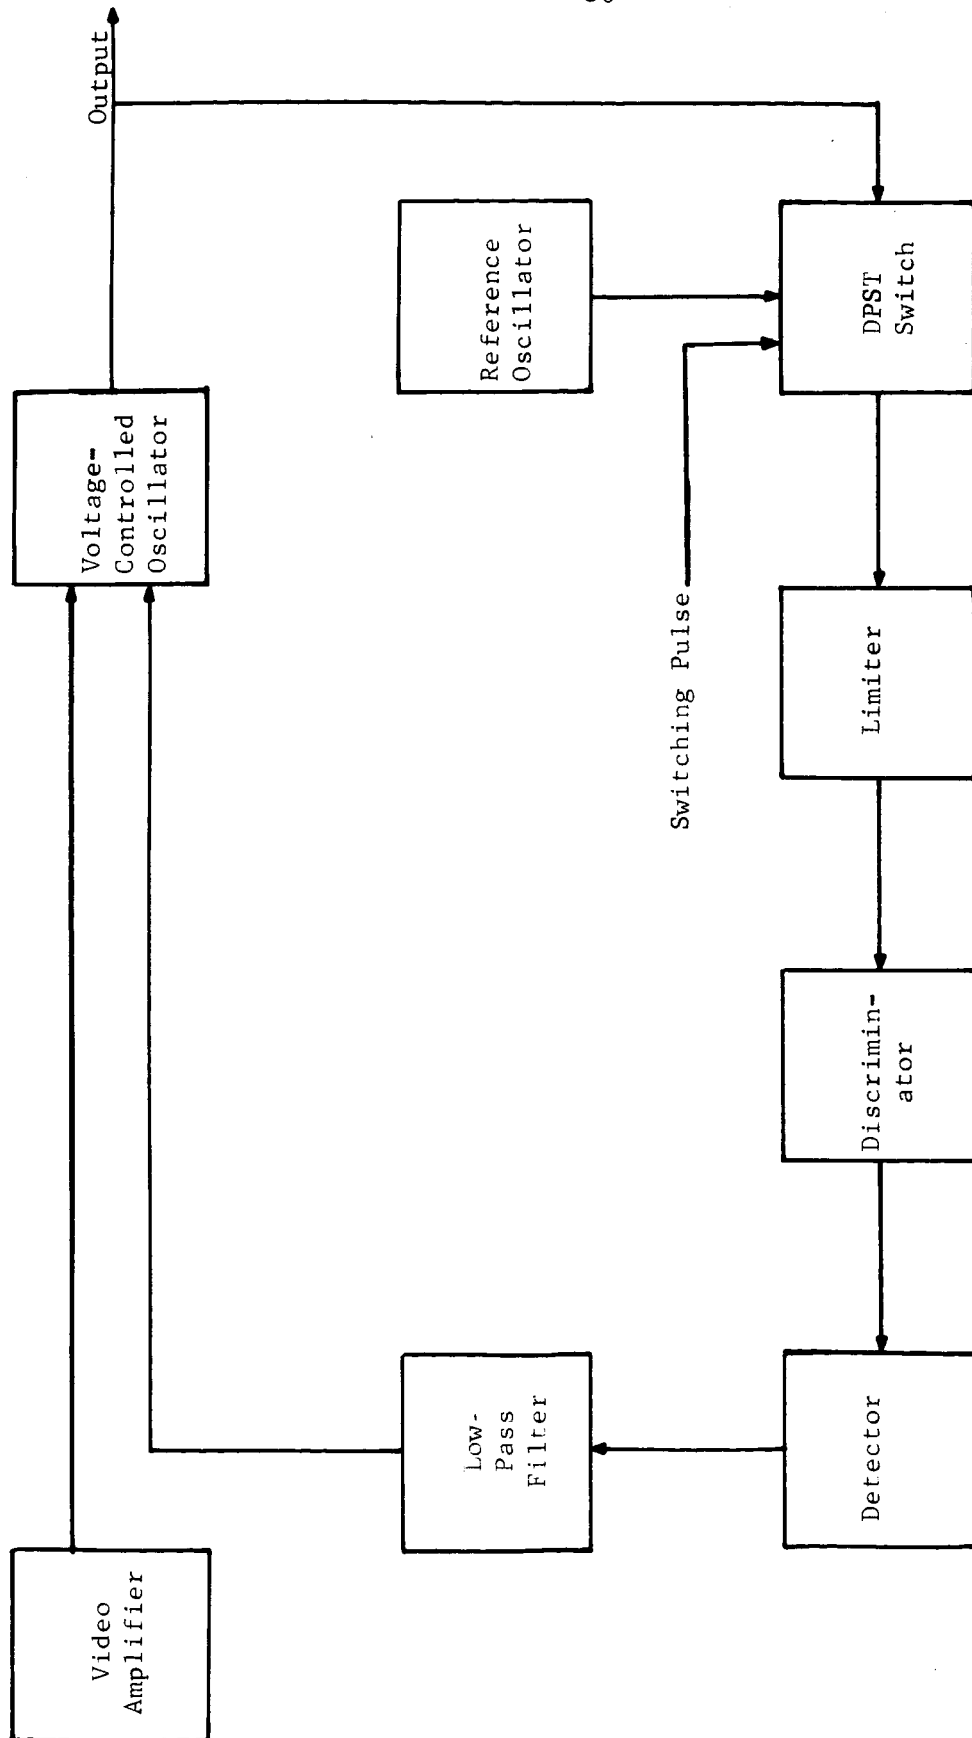 Video
Amplifier
Voltage-
Controlled
Oscillator
Output
Low-
Pass
Filter
Reference
Oscillator
Switching Pulse
Detector
Discrimin-
ator
Limiter
DPST
Switch